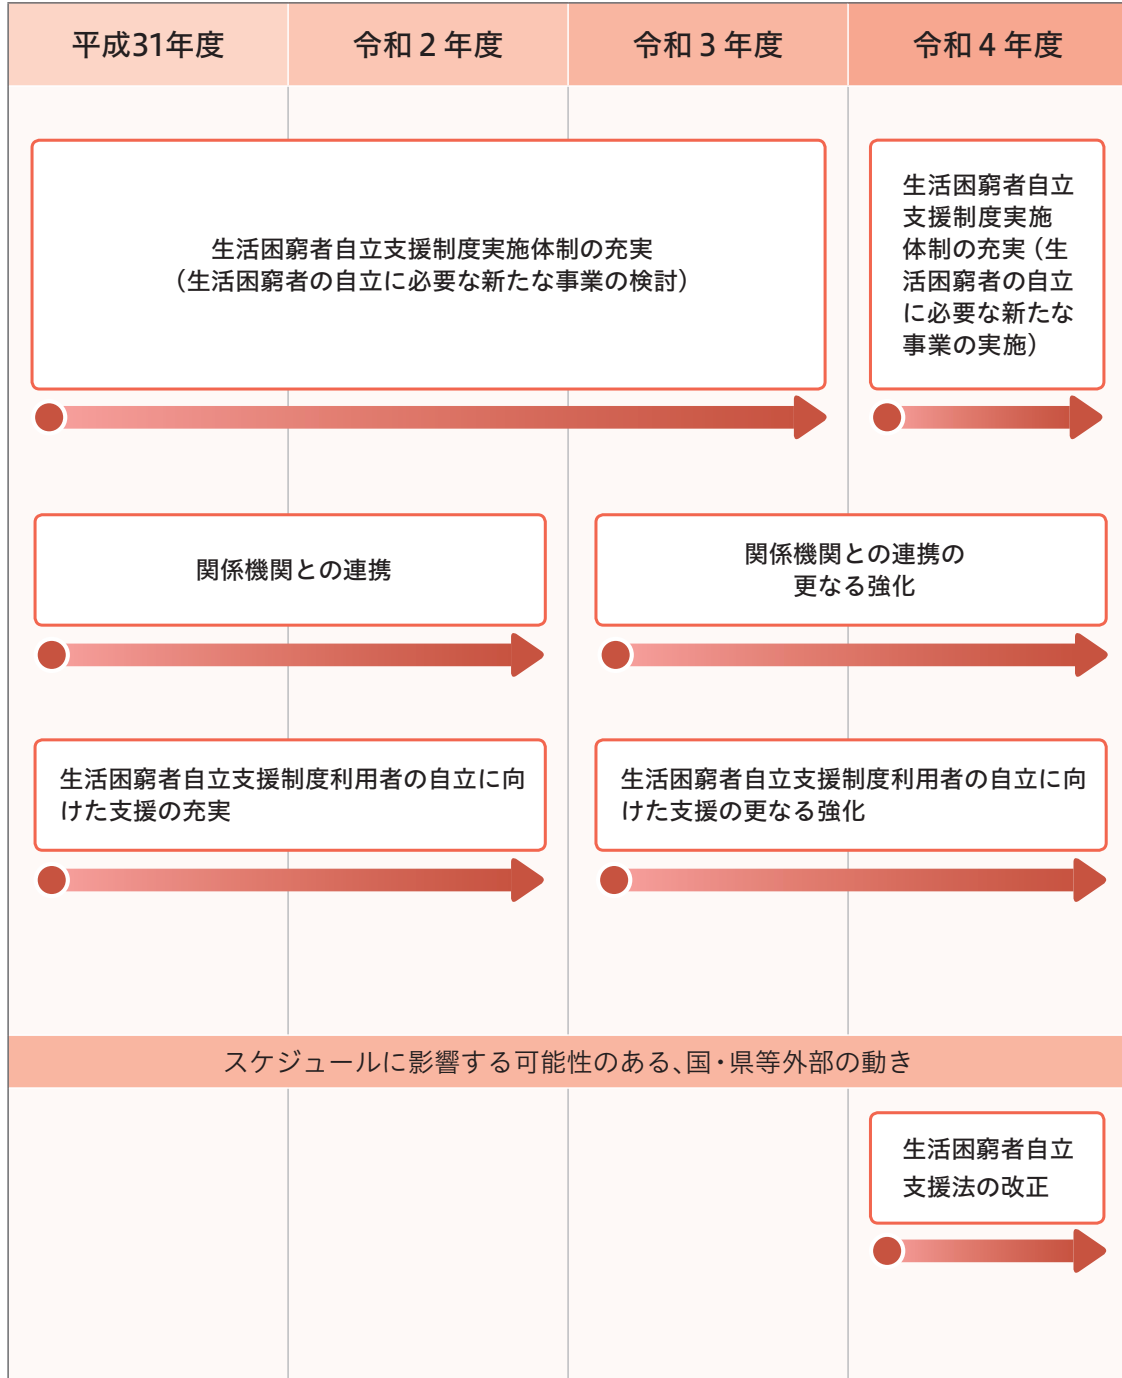 平成31年度
令和２年度
令和３年度
令和４年度
生活困窮者自立支援制度実施体制の充実
（生活困窮者の自立に必要な新たな事業の検討）
生活困窮者自立
支援制度実施
体制の充実（生
活困窮者の自立
に必要な新たな
事業の実施）
関係機関との連携
関係機関との連携の
更なる強化
生活困窮者自立支援制度利用者の自立に向
けた支援の充実
生活困窮者自立支援制度利用者の自立に向
けた支援の更なる強化
スケジュールに影響する可能性のある、国・県等外部の動き
生活困窮者自立
支援法の改正